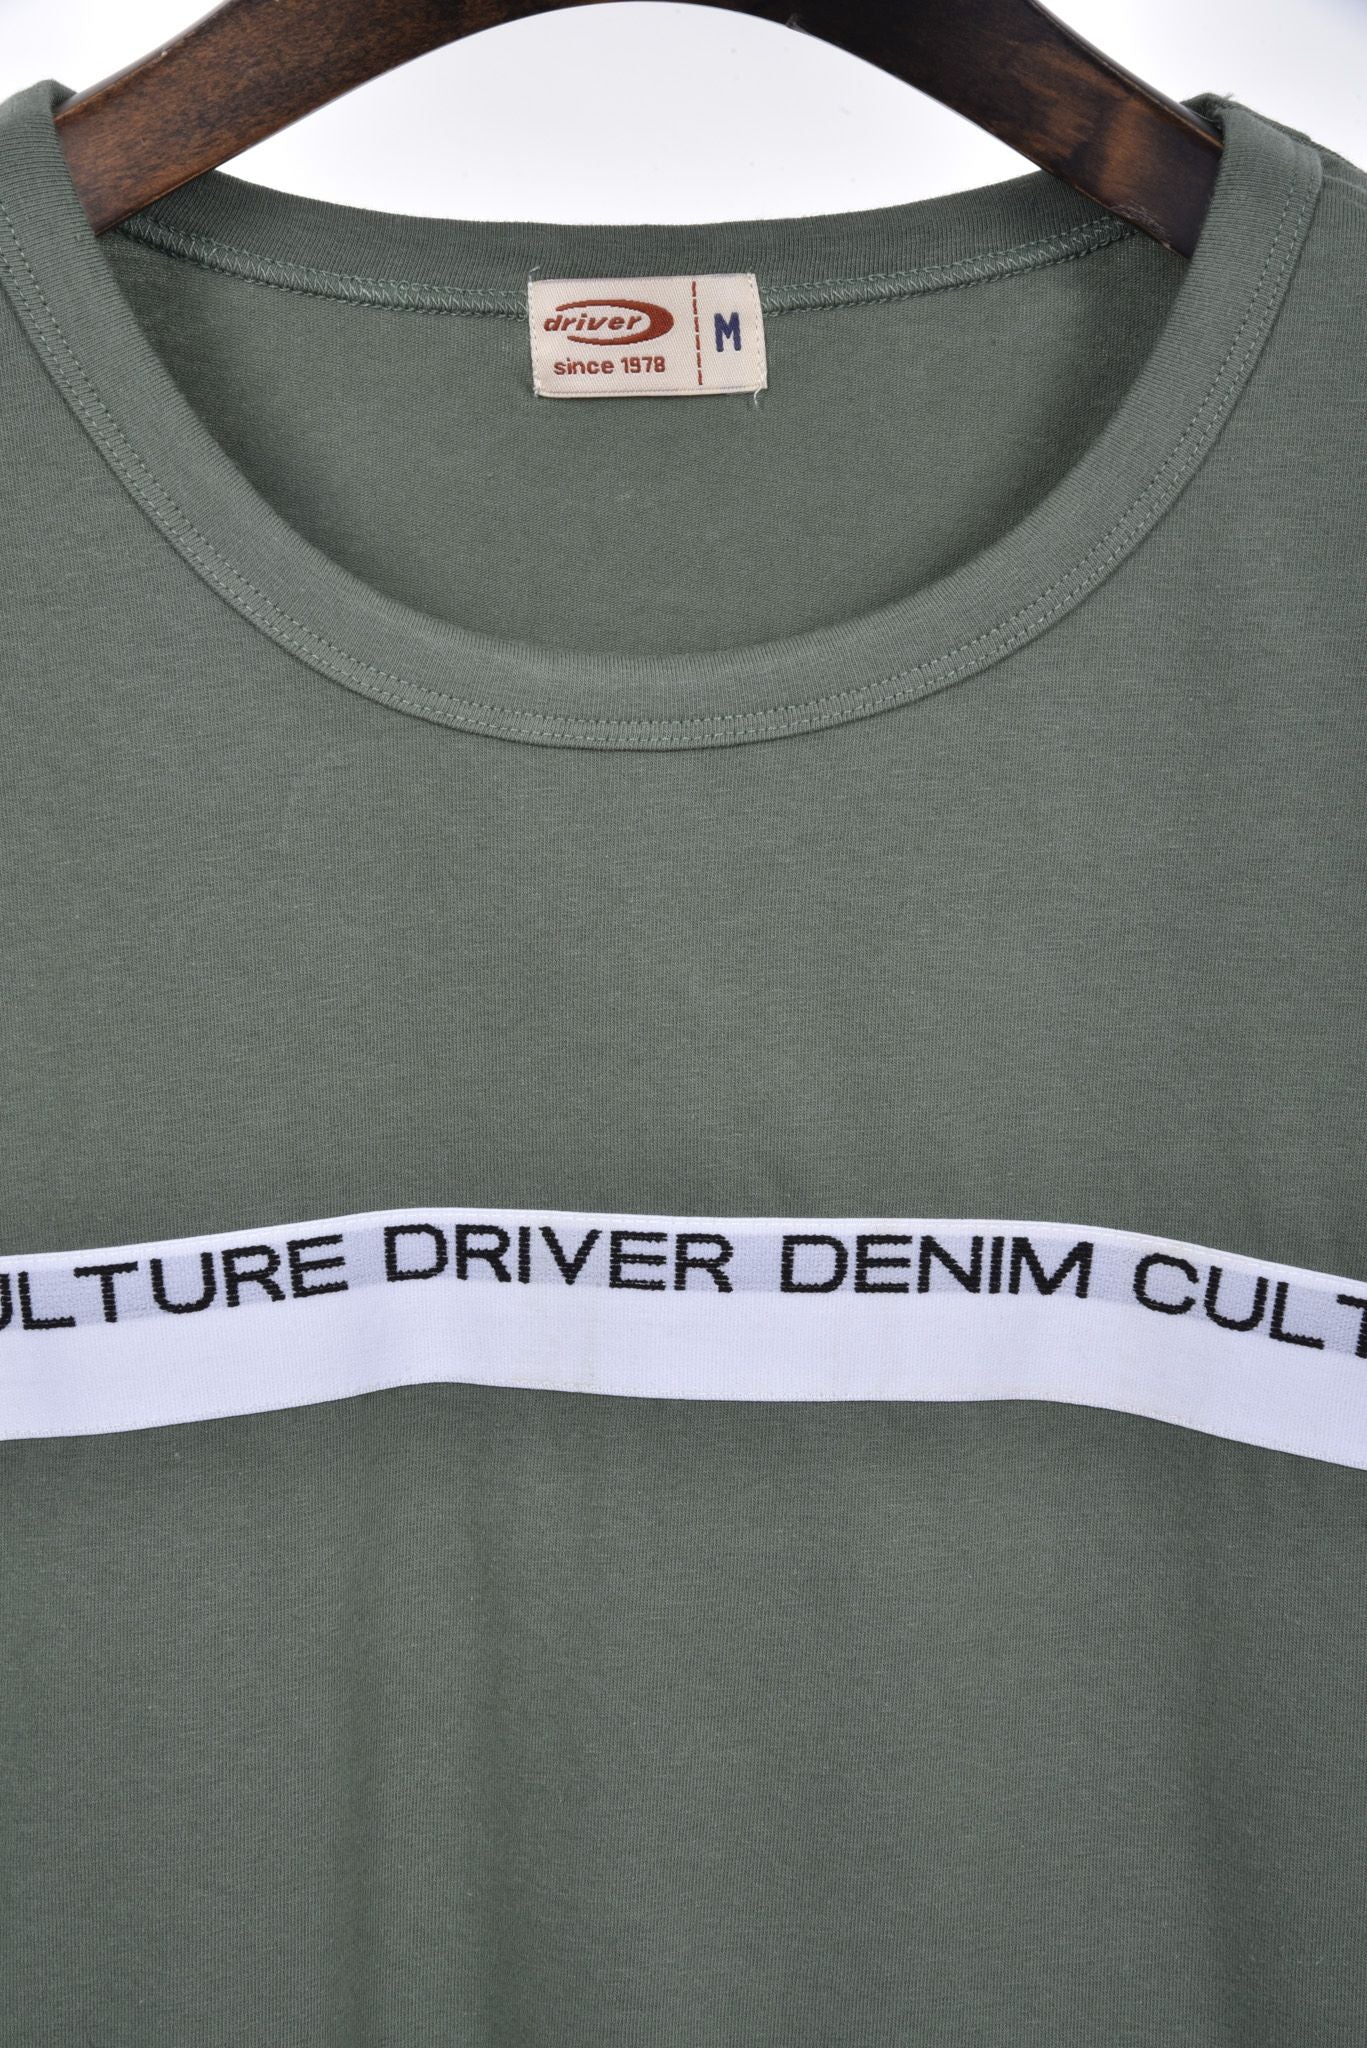 driver
since 1978
M
ULTURE DRIVER DENIM CULT